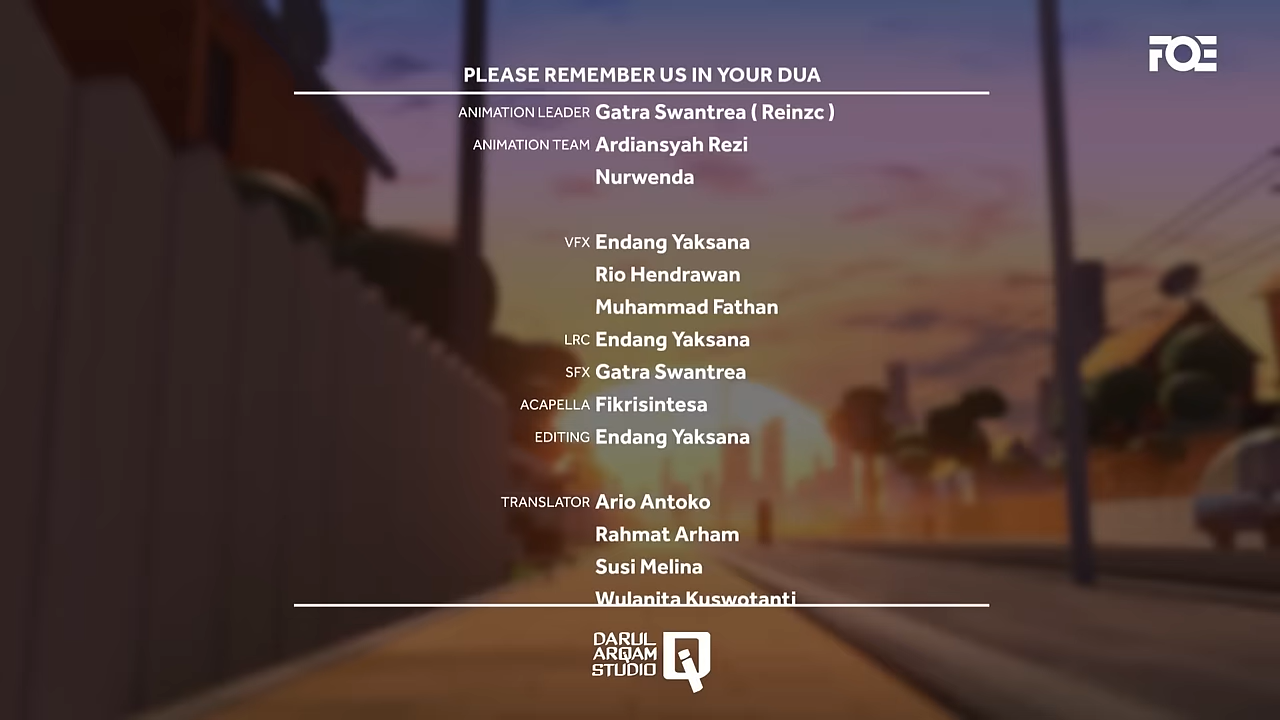 FOE
PLEASE REMEMBER US IN YOUR DUA
ANIMATION LEADER Gatra Swantrea ( Reinzc )
ANIMATION TEAM Ardiansyah Rezi
Nurwenda
VFX Endang Yaksana
Rio Hendrawan
Muhammad Fathan
LRC Endang Yaksana
SFX Gatra Swantrea
ACAPELLA Fikrisintesa
EDITING Endang Yaksana
TRANSLATOR Ario Antoko
Rahmat Arham
Susi Melina
Wulanita Kuswotanti
DARUL
ARQAM
STUDIO